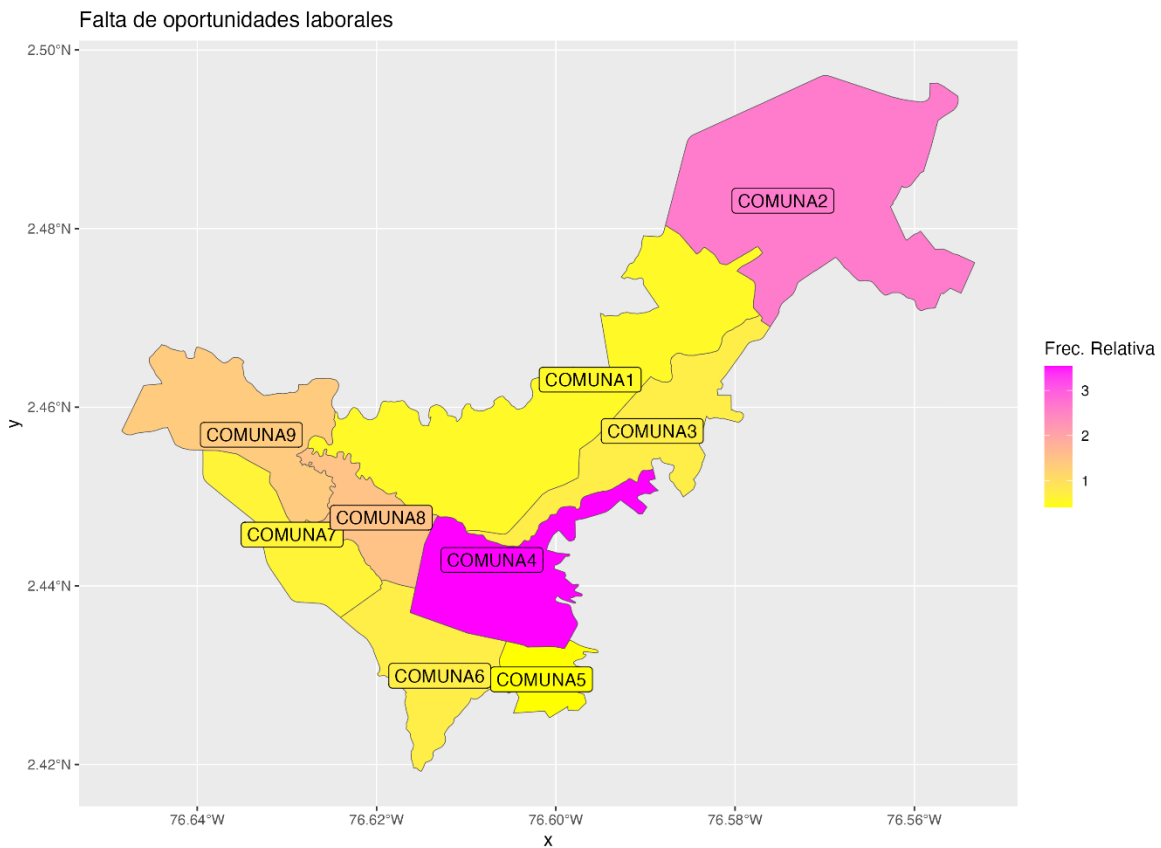 Falta de oportunidades laborales
2.50°N
2.48°N
2.46°N
2.44°N
2.42°N
y
COMUNA2
COMUNA1
COMUNA3
COMUNA9
COMUNA8
COMUNA7
COMUNA4
COMUNA6
COMUNA5
76.64°W
76.62°W
76.60°W
76.58°W
76.56°W
x
Frec. Relativa
3
2
1